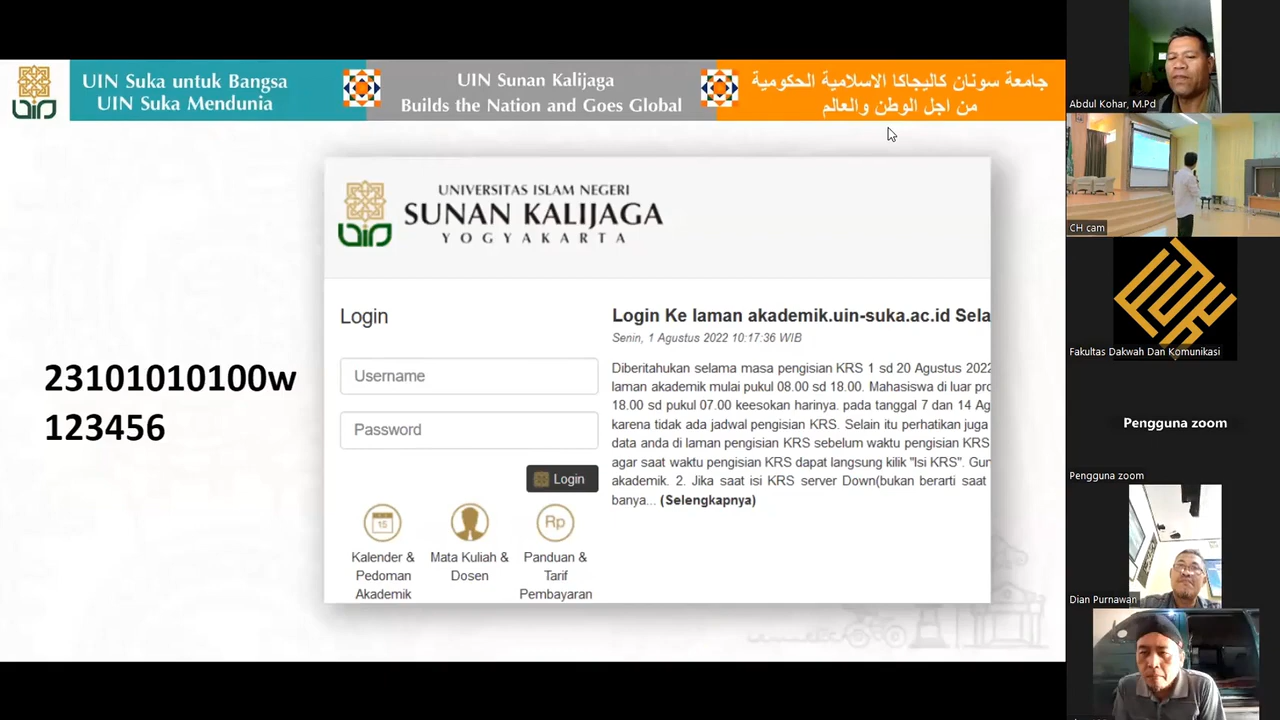 UIN Suka untuk Bangsa
UIN Suka Mendunia
UIN Sunan Kalijaga
Builds the Nation and Goes Global
جامعة سونان كاليجاكا الاسلامية الحكومية
من اجل الوطن والعالم
UNIVERSITAS ISLAM NEGERI
SUNAN KALIJAGA
YOGYAKARTA
23101010100w
123456
Login
Username
Password
Login
15
Rp
Kalender &
Pedoman
Akademik
Mata Kuliah &
Dosen
Panduan &
Tarif
Pembayaran
Login Ke laman akademik.uin-suka.ac.id Sela
Senin, 1 Agustus 2022 10:17:36 WIB
Diberitahukan selama masa pengisian KRS 1 sd 20 Agustus 2022
laman akademik mulai pukul 08.00 sd 18.00. Mahasiswa di luar pro
18.00 sd pukul 07.00 keesokan harinya. pada tanggal 7 dan 14 Ag
karena tidak ada jadwal pengisian KRS. Selain itu perhatikan juga
data anda di laman pengisian KRS sebelum waktu pengisian KRS
agar saat waktu pengisian KRS dapat langsung kilik "Isi KRS". Gun
akademik. 2. Jika saat isi KRS server Down(bukan berarti saat
banya... (Selengkapnya)
Abdul Kohar, M.Pd
CH cam
Fakultas Dakwah Dan Komunikasi
Pengguna zoom
Pengguna zoom
Dian Purnawan